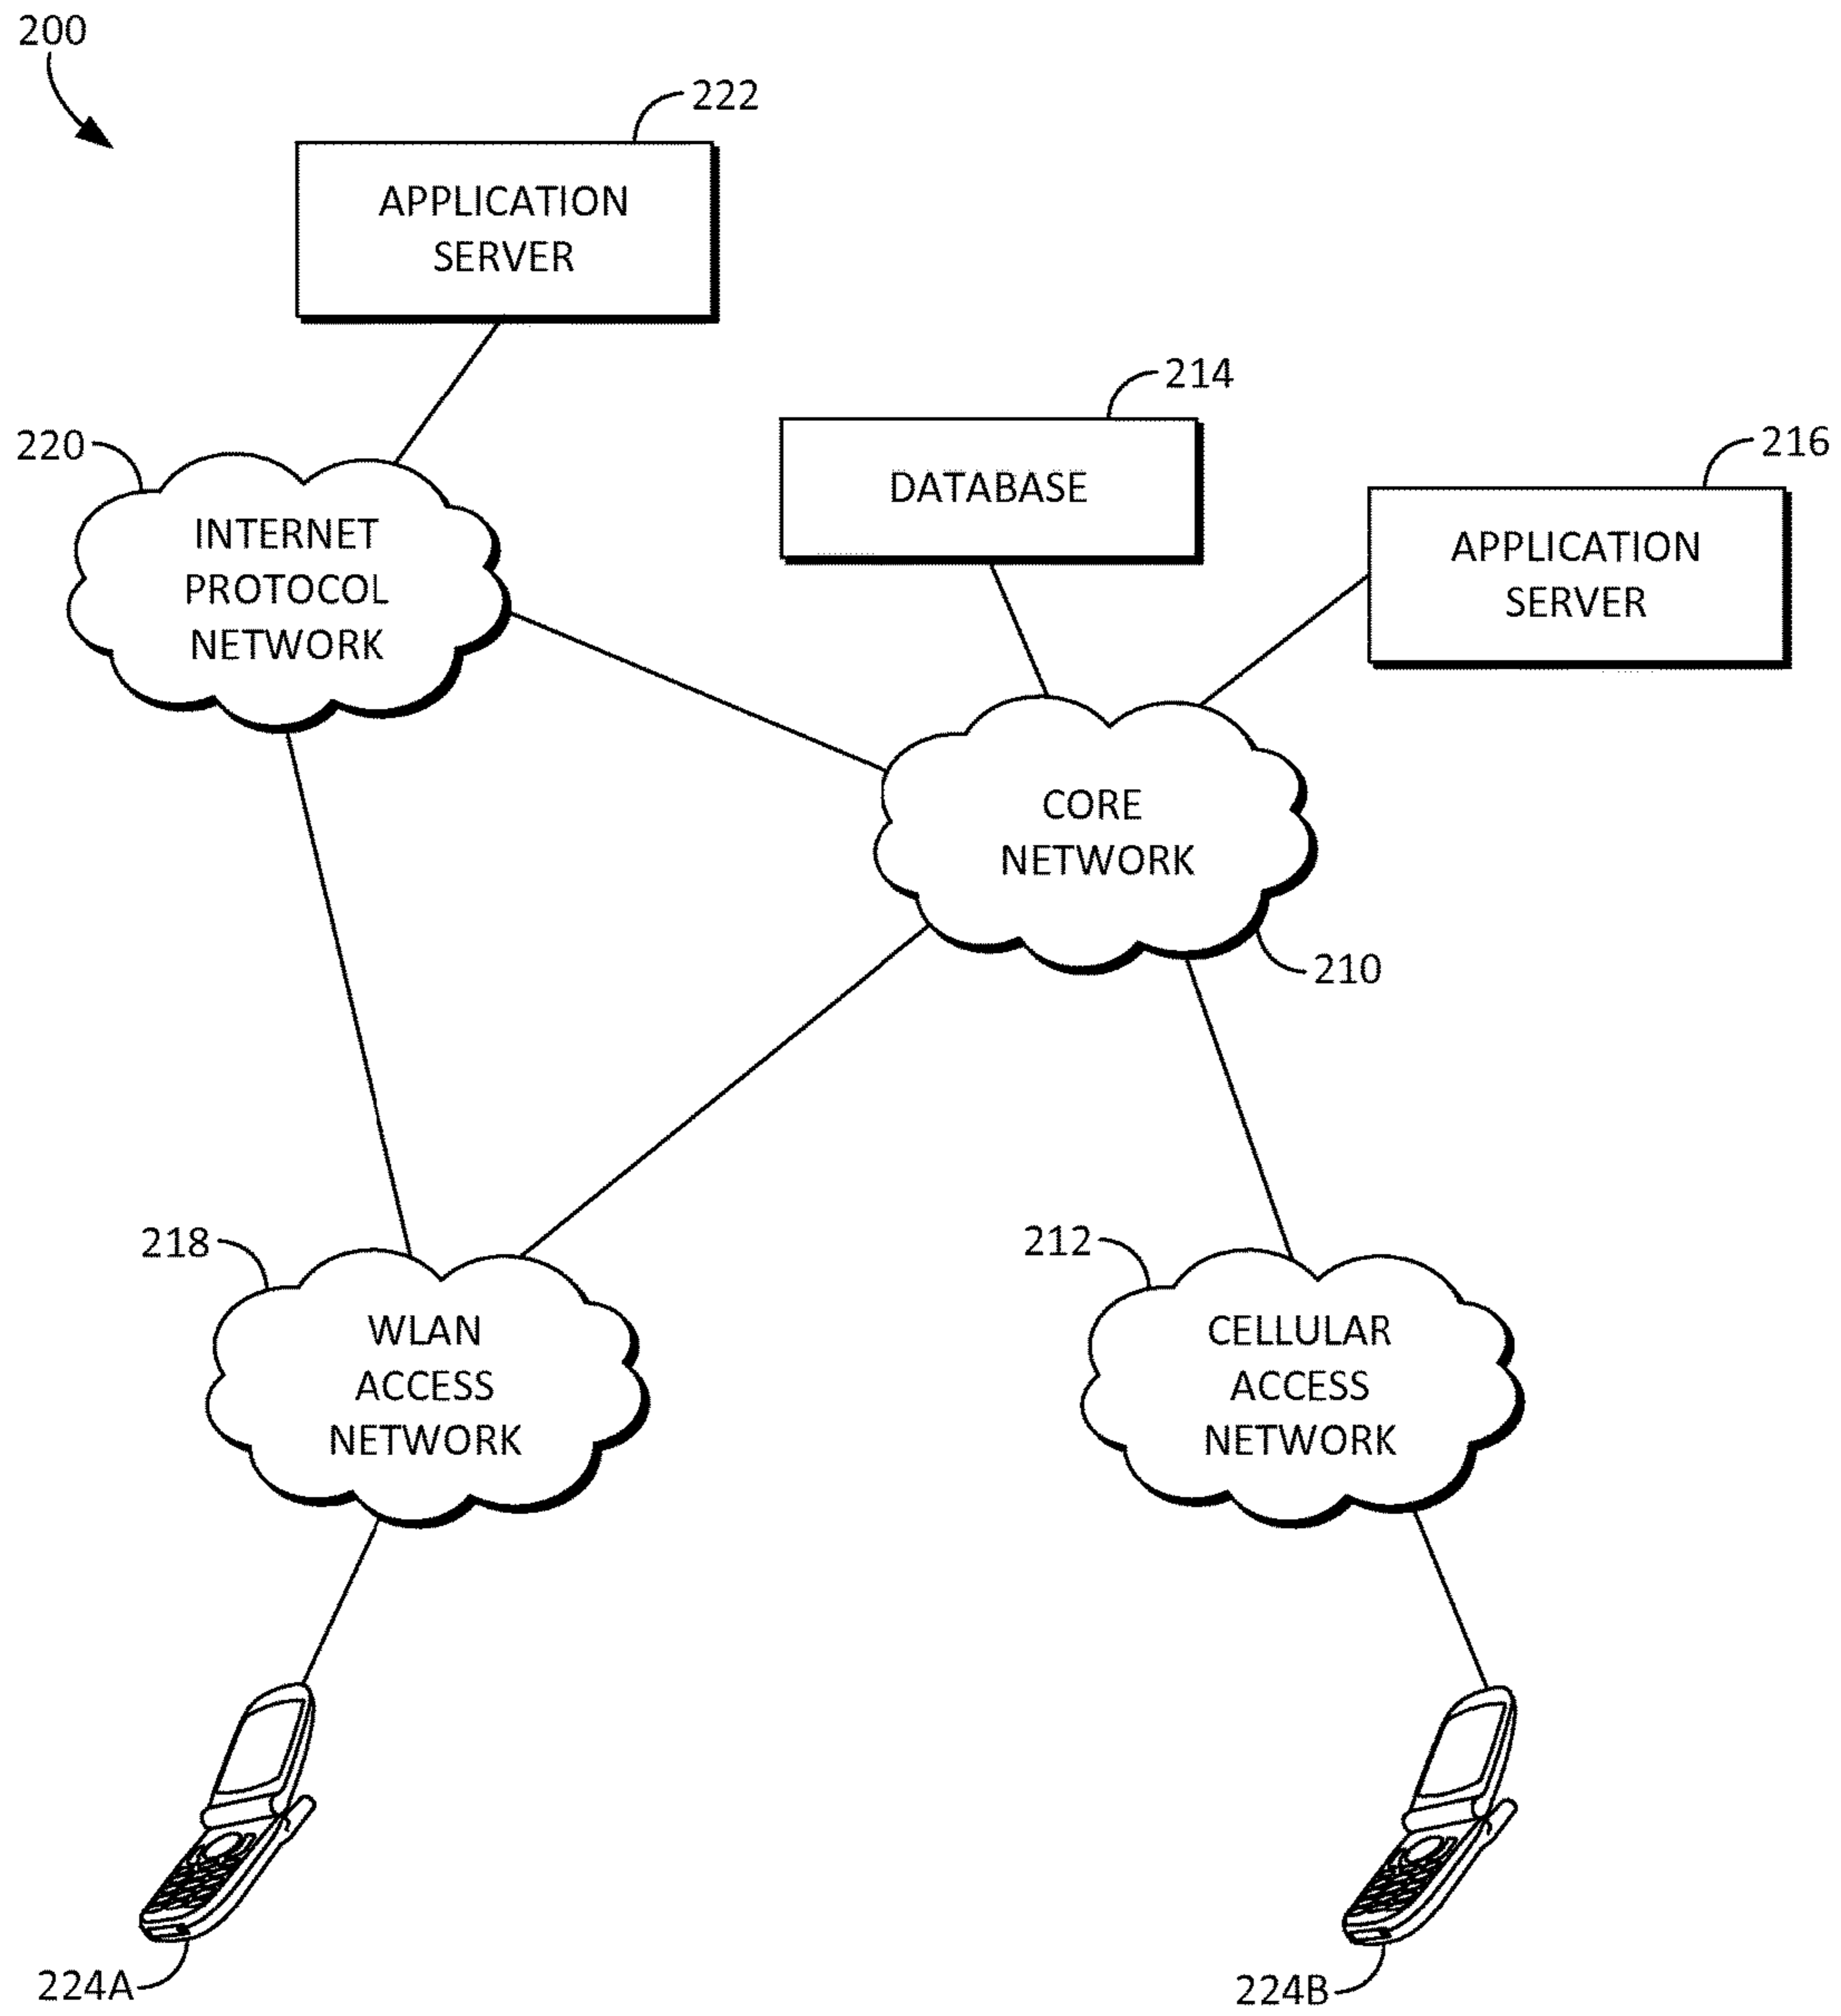 200
222
APPLICATION
SERVER
214
DATABASE
216
APPLICATION
SERVER
220
INTERNET
PROTOCOL
NETWORK
CORE
NETWORK
210
218
WLAN
ACCESS
NETWORK
212
CELLULAR
ACCESS
NETWORK
224A
224B